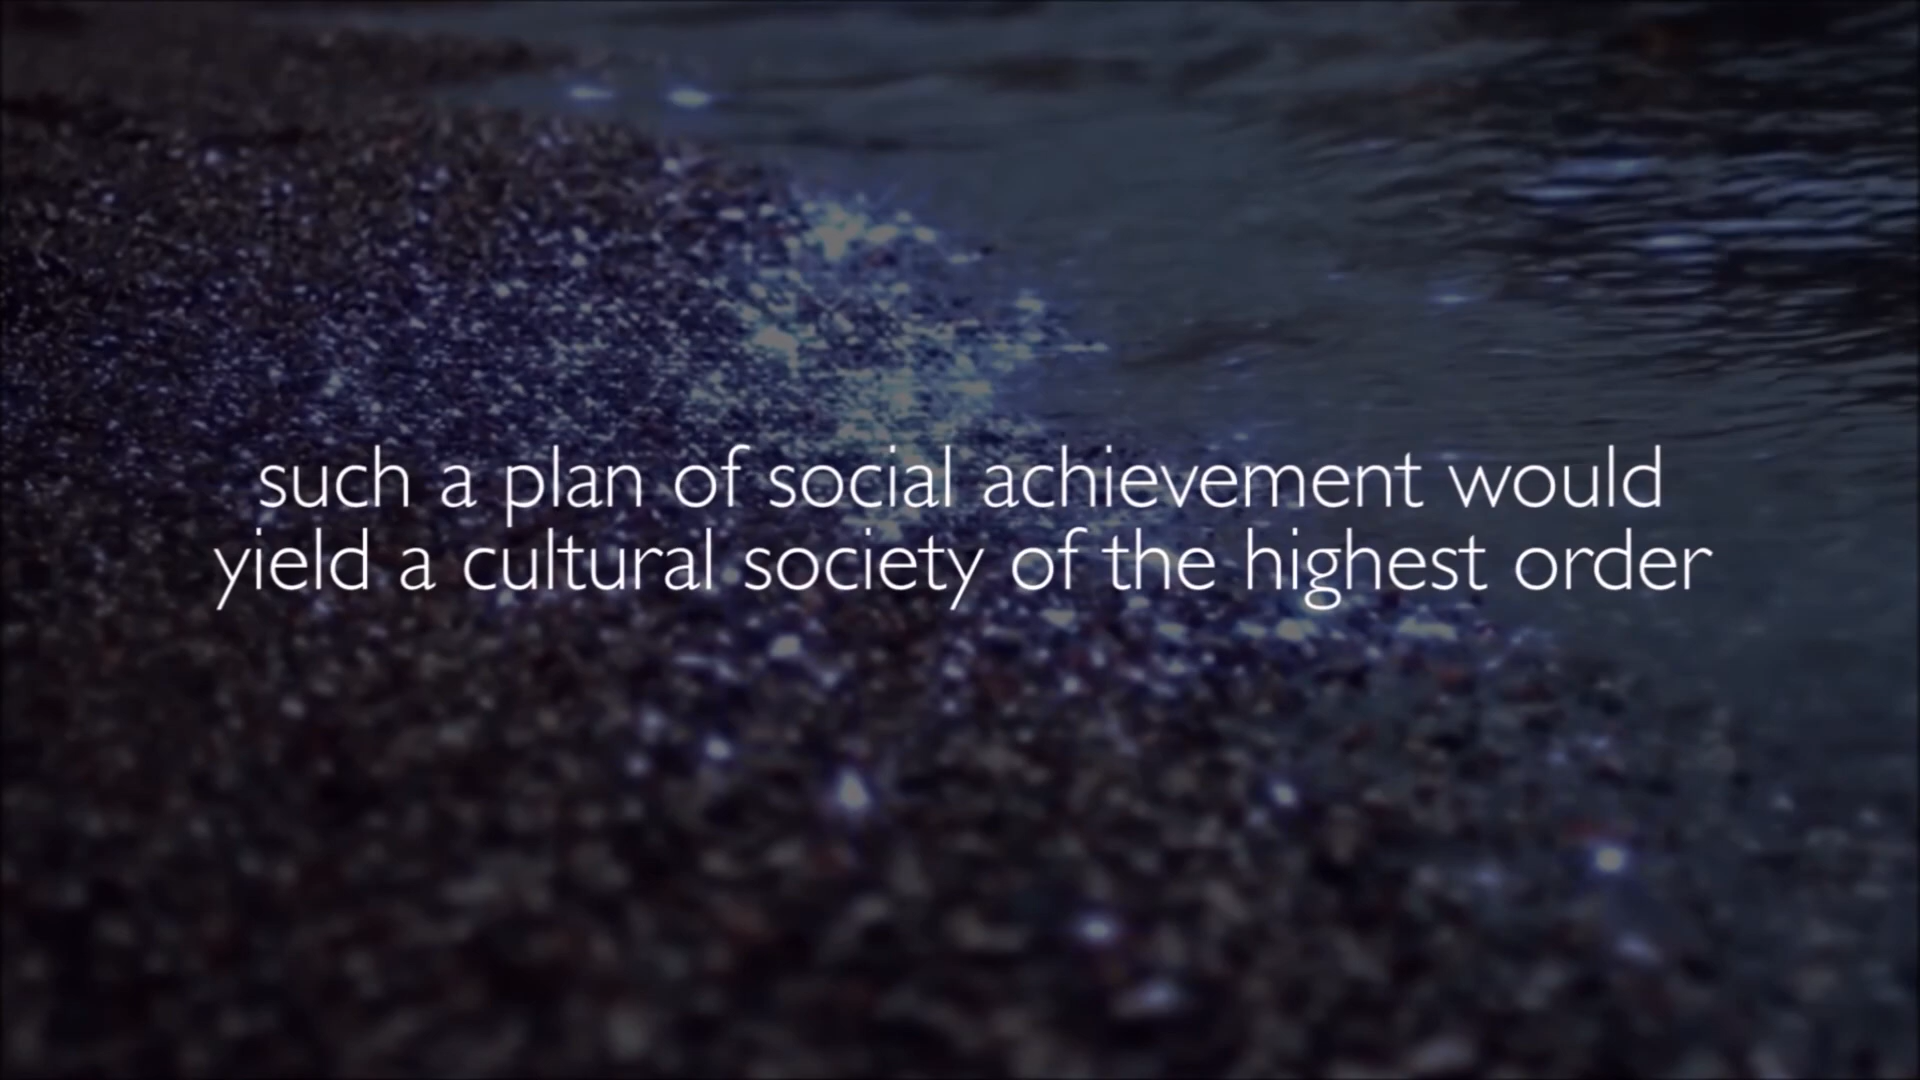 such a plan of social achievement would
yield a cultural society of the highest order